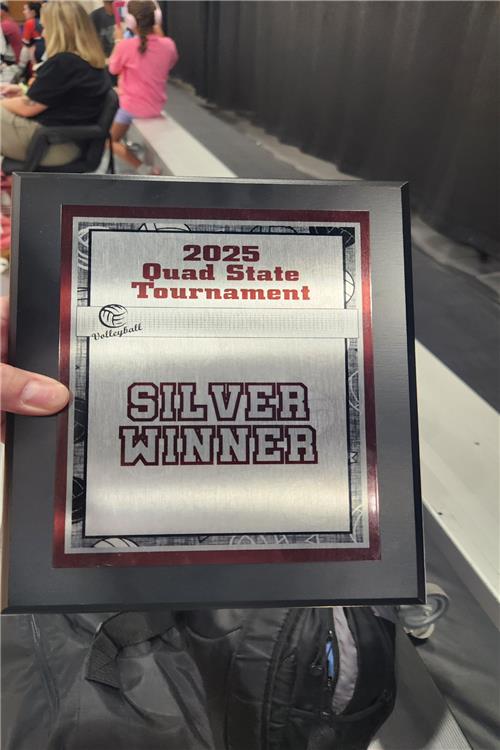 2025
Quad State
Tournament
Volleyball
SILVER
WINNER